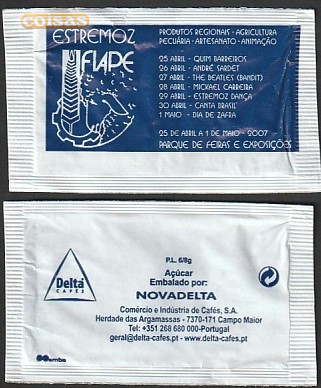 COISAS
ESTREMOZ
FIAPE
PRODUTOS REGIONAIS - AGRICULTURA
PECUÁRIA - ARTESANATO - ANIMAÇÃO
25 ABRIL - QUIM BARREIROS
26 ABRIL - ANDRÉ SARDET
27 ABRIL - THE BEATLES (BANDIT)
28 ABRIL - MICKAEL CARREIRA
29 ABRIL - ESTREMOZ DANÇA
30 ABRIL - CANTA BRASIL
1 MAIO - DIA DE ZAFRA
25 DE ABRIL A 1 DE MAIO - 2007
PARQUE DE FEIRAS E EXPOSIÇÕES
P.L. 6/8g
Açúcar
Embalado por:
NOVADELTA
Delta
CAFÉS
Comércio e Indústria de Cafés, S.A.
Herdade das Argamassas - 7370-171 Campo Maior
Tel: +351 268 680 000-Portugal
geral@delta-cafes.pt - www.delta-cafes.pt